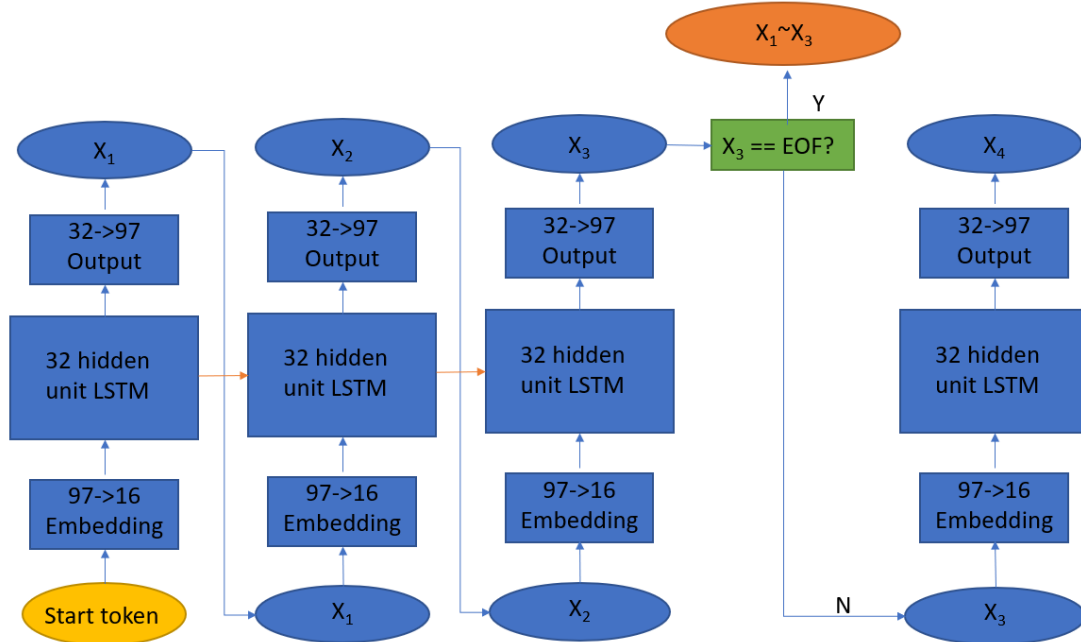 X₁~X₃
Y
X₁
X₂
X₃
X₃ == EOF?
X₄
32->97
Output
32->97
Output
32->97
Output
32->97
Output
32 hidden
unit LSTM
32 hidden
unit LSTM
32 hidden
unit LSTM
32 hidden
unit LSTM
97->16
Embedding
97->16
Embedding
97->16
Embedding
97->16
Embedding
Start token
X₁
X₂
N
X₃